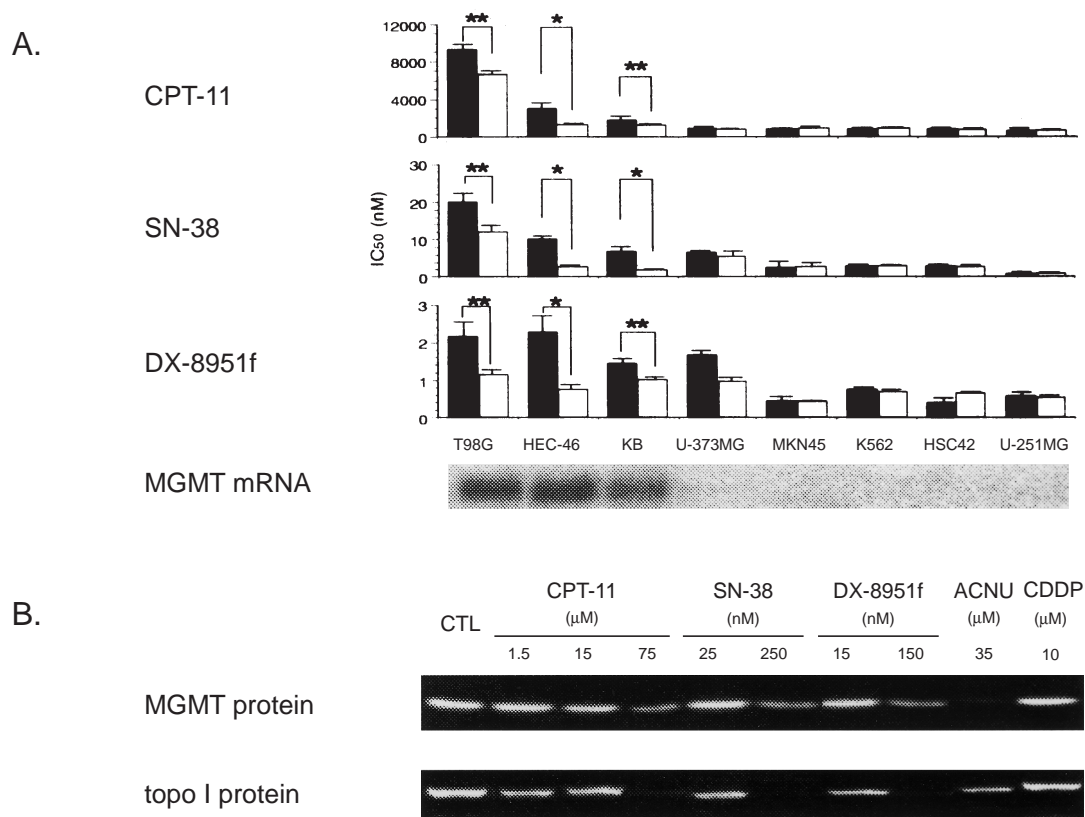 A.
CPT-11
12000
8000
4000
0
** * **
SN-38
IC50 (nM)
30
20
10
0
** * *
DX-8951f
3
2
1
0
** * **
T98G HEC-46 KB U-373MG MKN45 K562 HSC42 U-251MG
MGMT mRNA
B.
CPT-11 SN-38 DX-8951f ACNU CDDP
CTL (μM) (nM) (nM) (μM) (μM)
1.5 15 75 25 250 15 150 35 10
MGMT protein
topo I protein